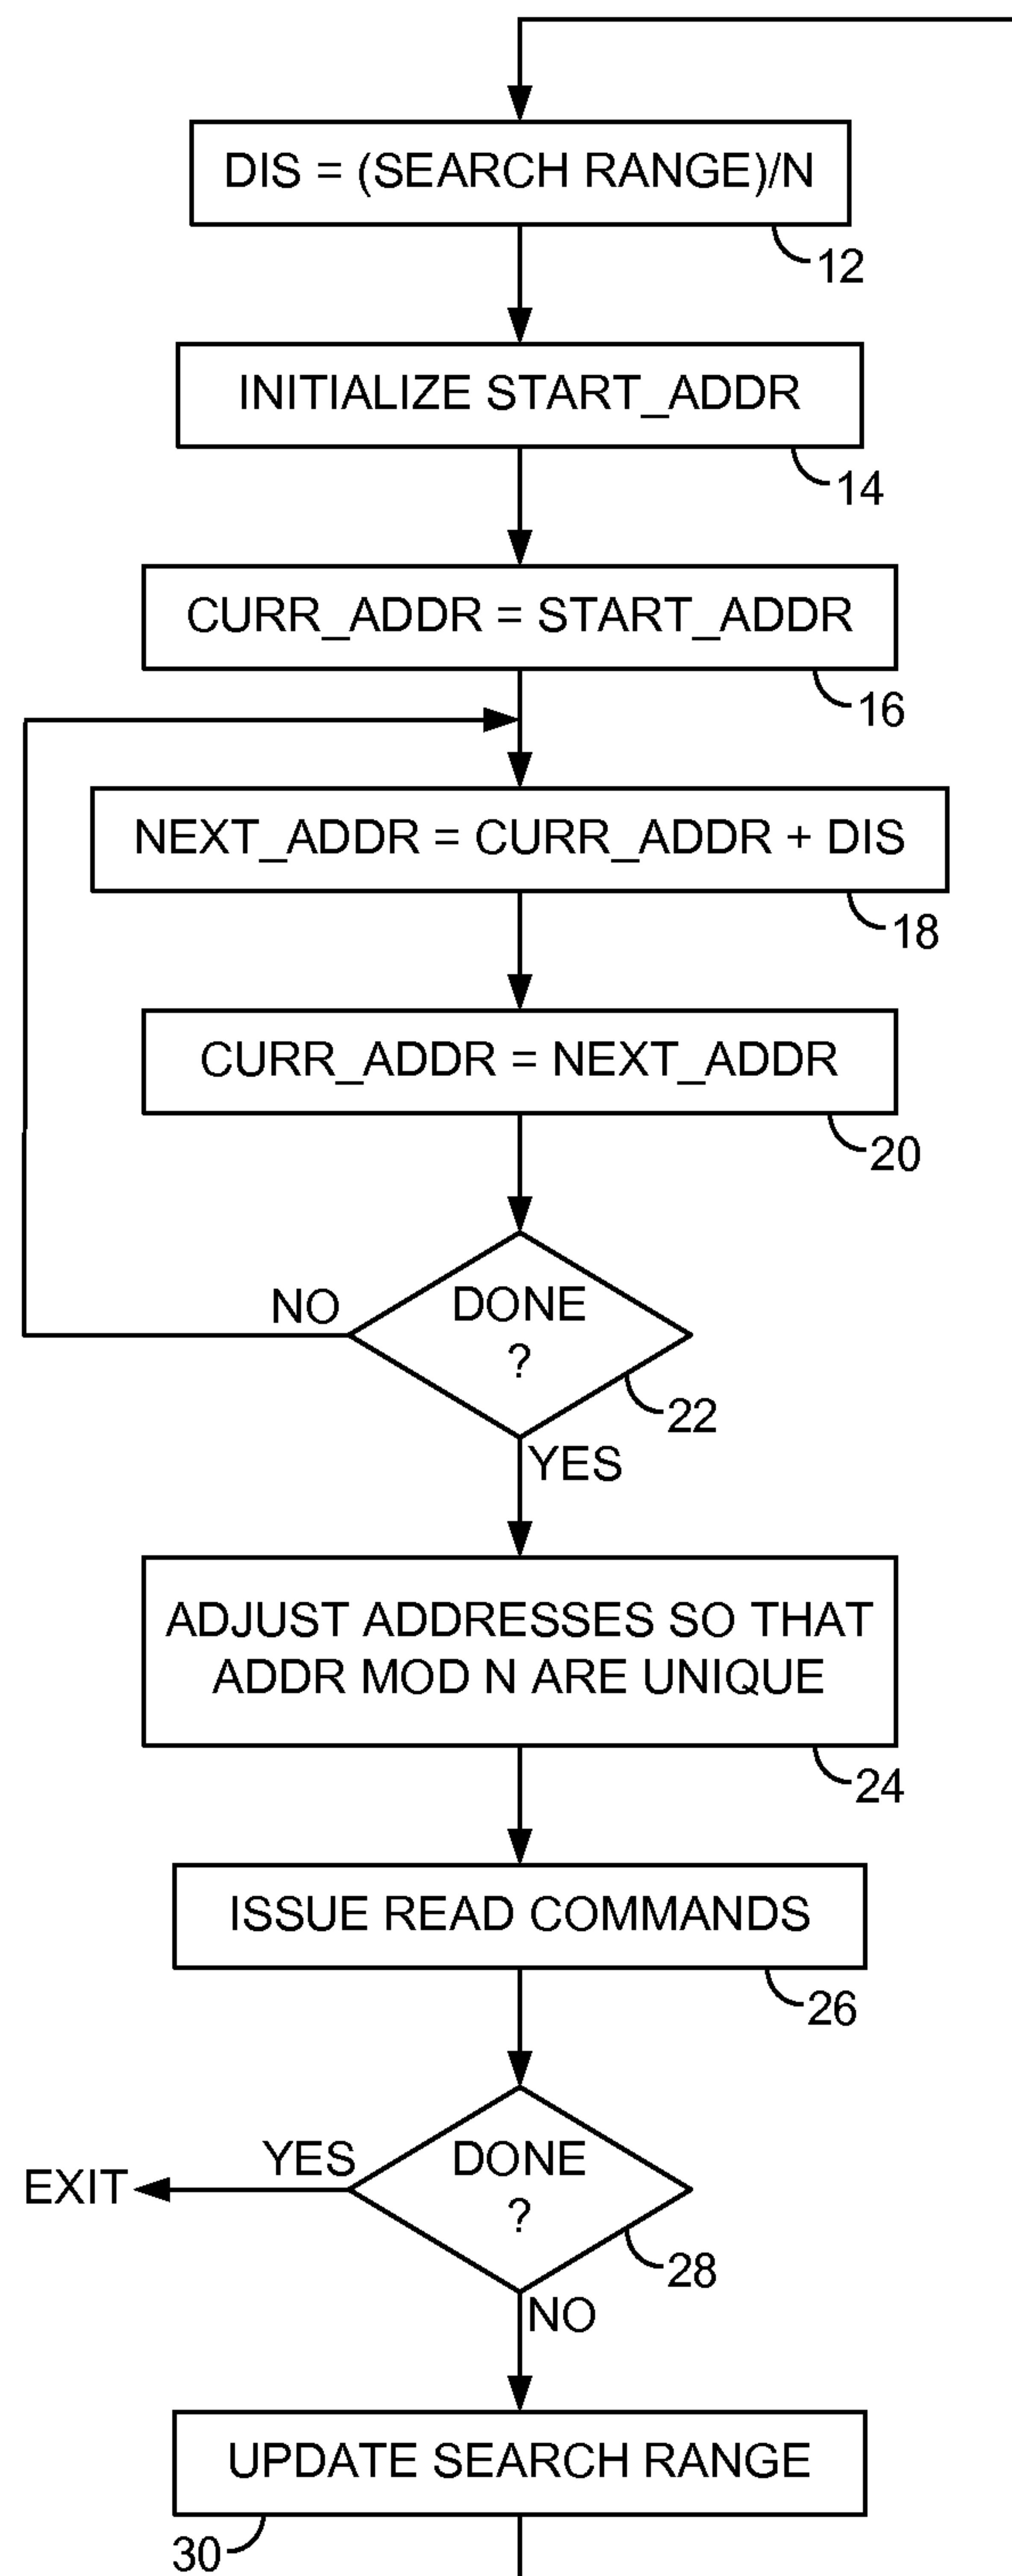 DIS = (SEARCH RANGE)/N
12
INITIALIZE START_ADDR
14
CURR_ADDR = START_ADDR
16
NEXT_ADDR = CURR_ADDR + DIS
18
CURR_ADDR = NEXT_ADDR
20
NO
DONE
?
22
YES
ADJUST ADDRESSES SO THAT
ADDR MOD N ARE UNIQUE
24
ISSUE READ COMMANDS
26
YES
DONE
EXIT
?
28
NO
UPDATE SEARCH RANGE
30